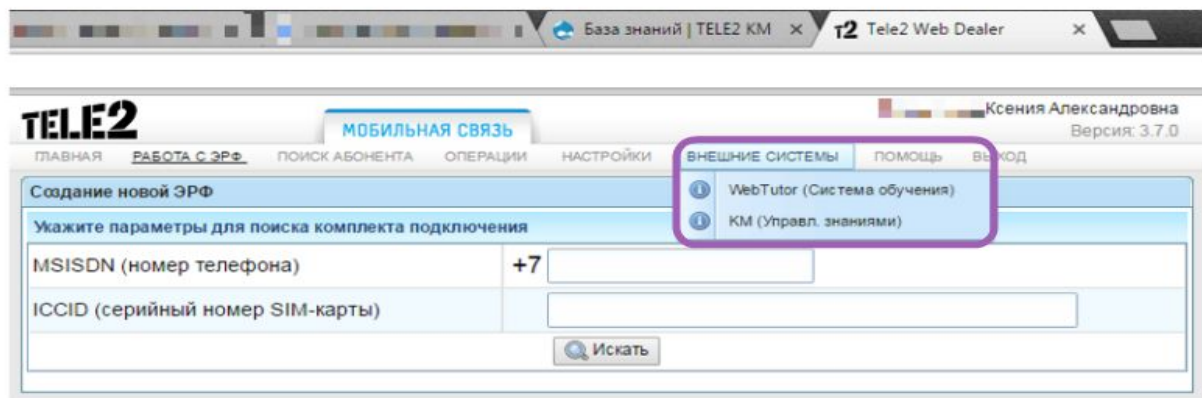 База знаний | TELE2 KM × T2 Tele2 Web Dealer ×
TELE2 МОБИЛЬНАЯ СВЯЗЬ Ксения Александровна
Версия: 3.7.0
ГЛАВНАЯ РАБОТА С ЭРФ ПОИСК АБОНЕНТА ОПЕРАЦИИ НАСТРОЙКИ ВНЕШНИЕ СИСТЕМЫ ПОМОЩЬ ВЫХОД
Создание новой ЭРФ
WebTutor (Система обучения)
Укажите параметры для поиска комплекта подключения
KM (Управл. знаниями)
MSISDN (номер телефона) +7
ICCID (серийный номер SIM-карты)
Искать